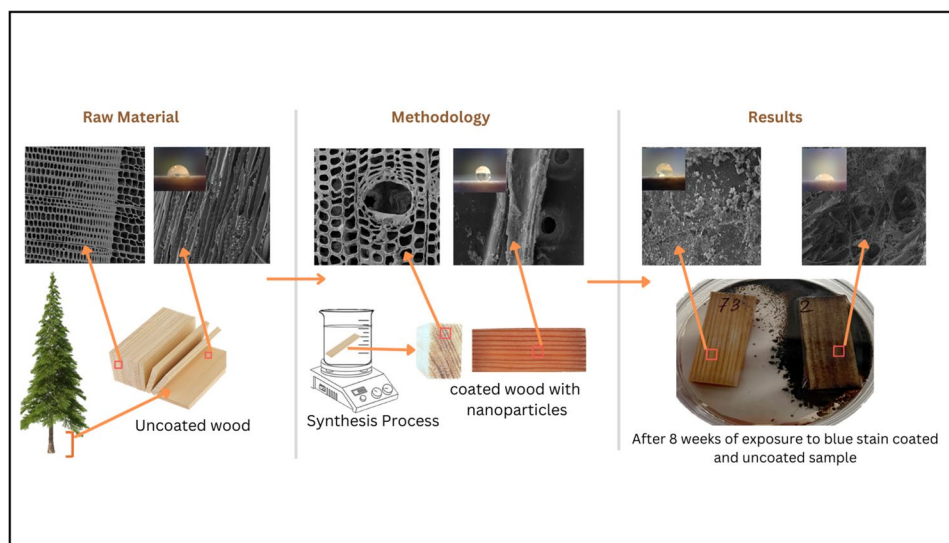 Raw Material
Methodology
Results
Uncoated wood
Synthesis Process
coated wood with
nanoparticles
73
2
After 8 weeks of exposure to blue stain coated
and uncoated sample